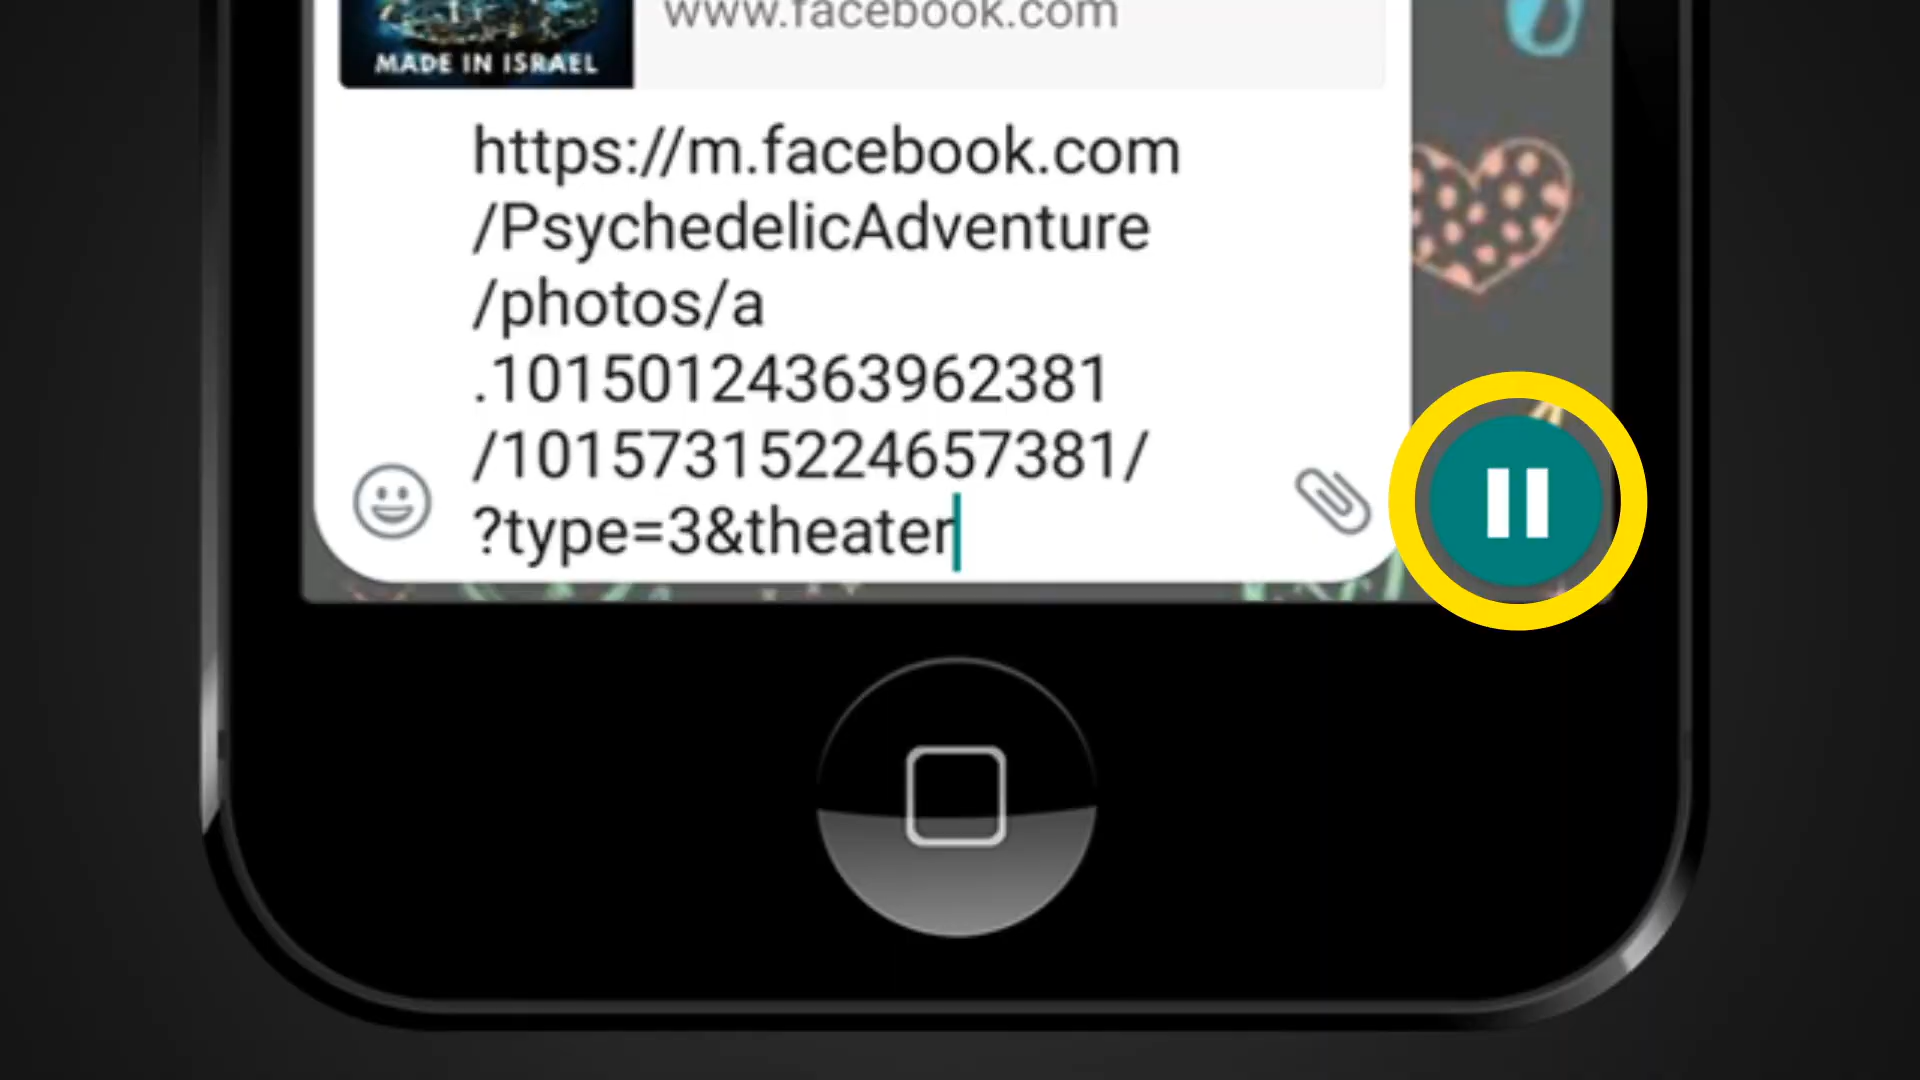 www.facebook.com
MADE IN ISRAEL
https://m.facebook.com
/PsychedelicAdventure
/photos/a
.10150124363962381
/10157315224657381/
?type=3&theater